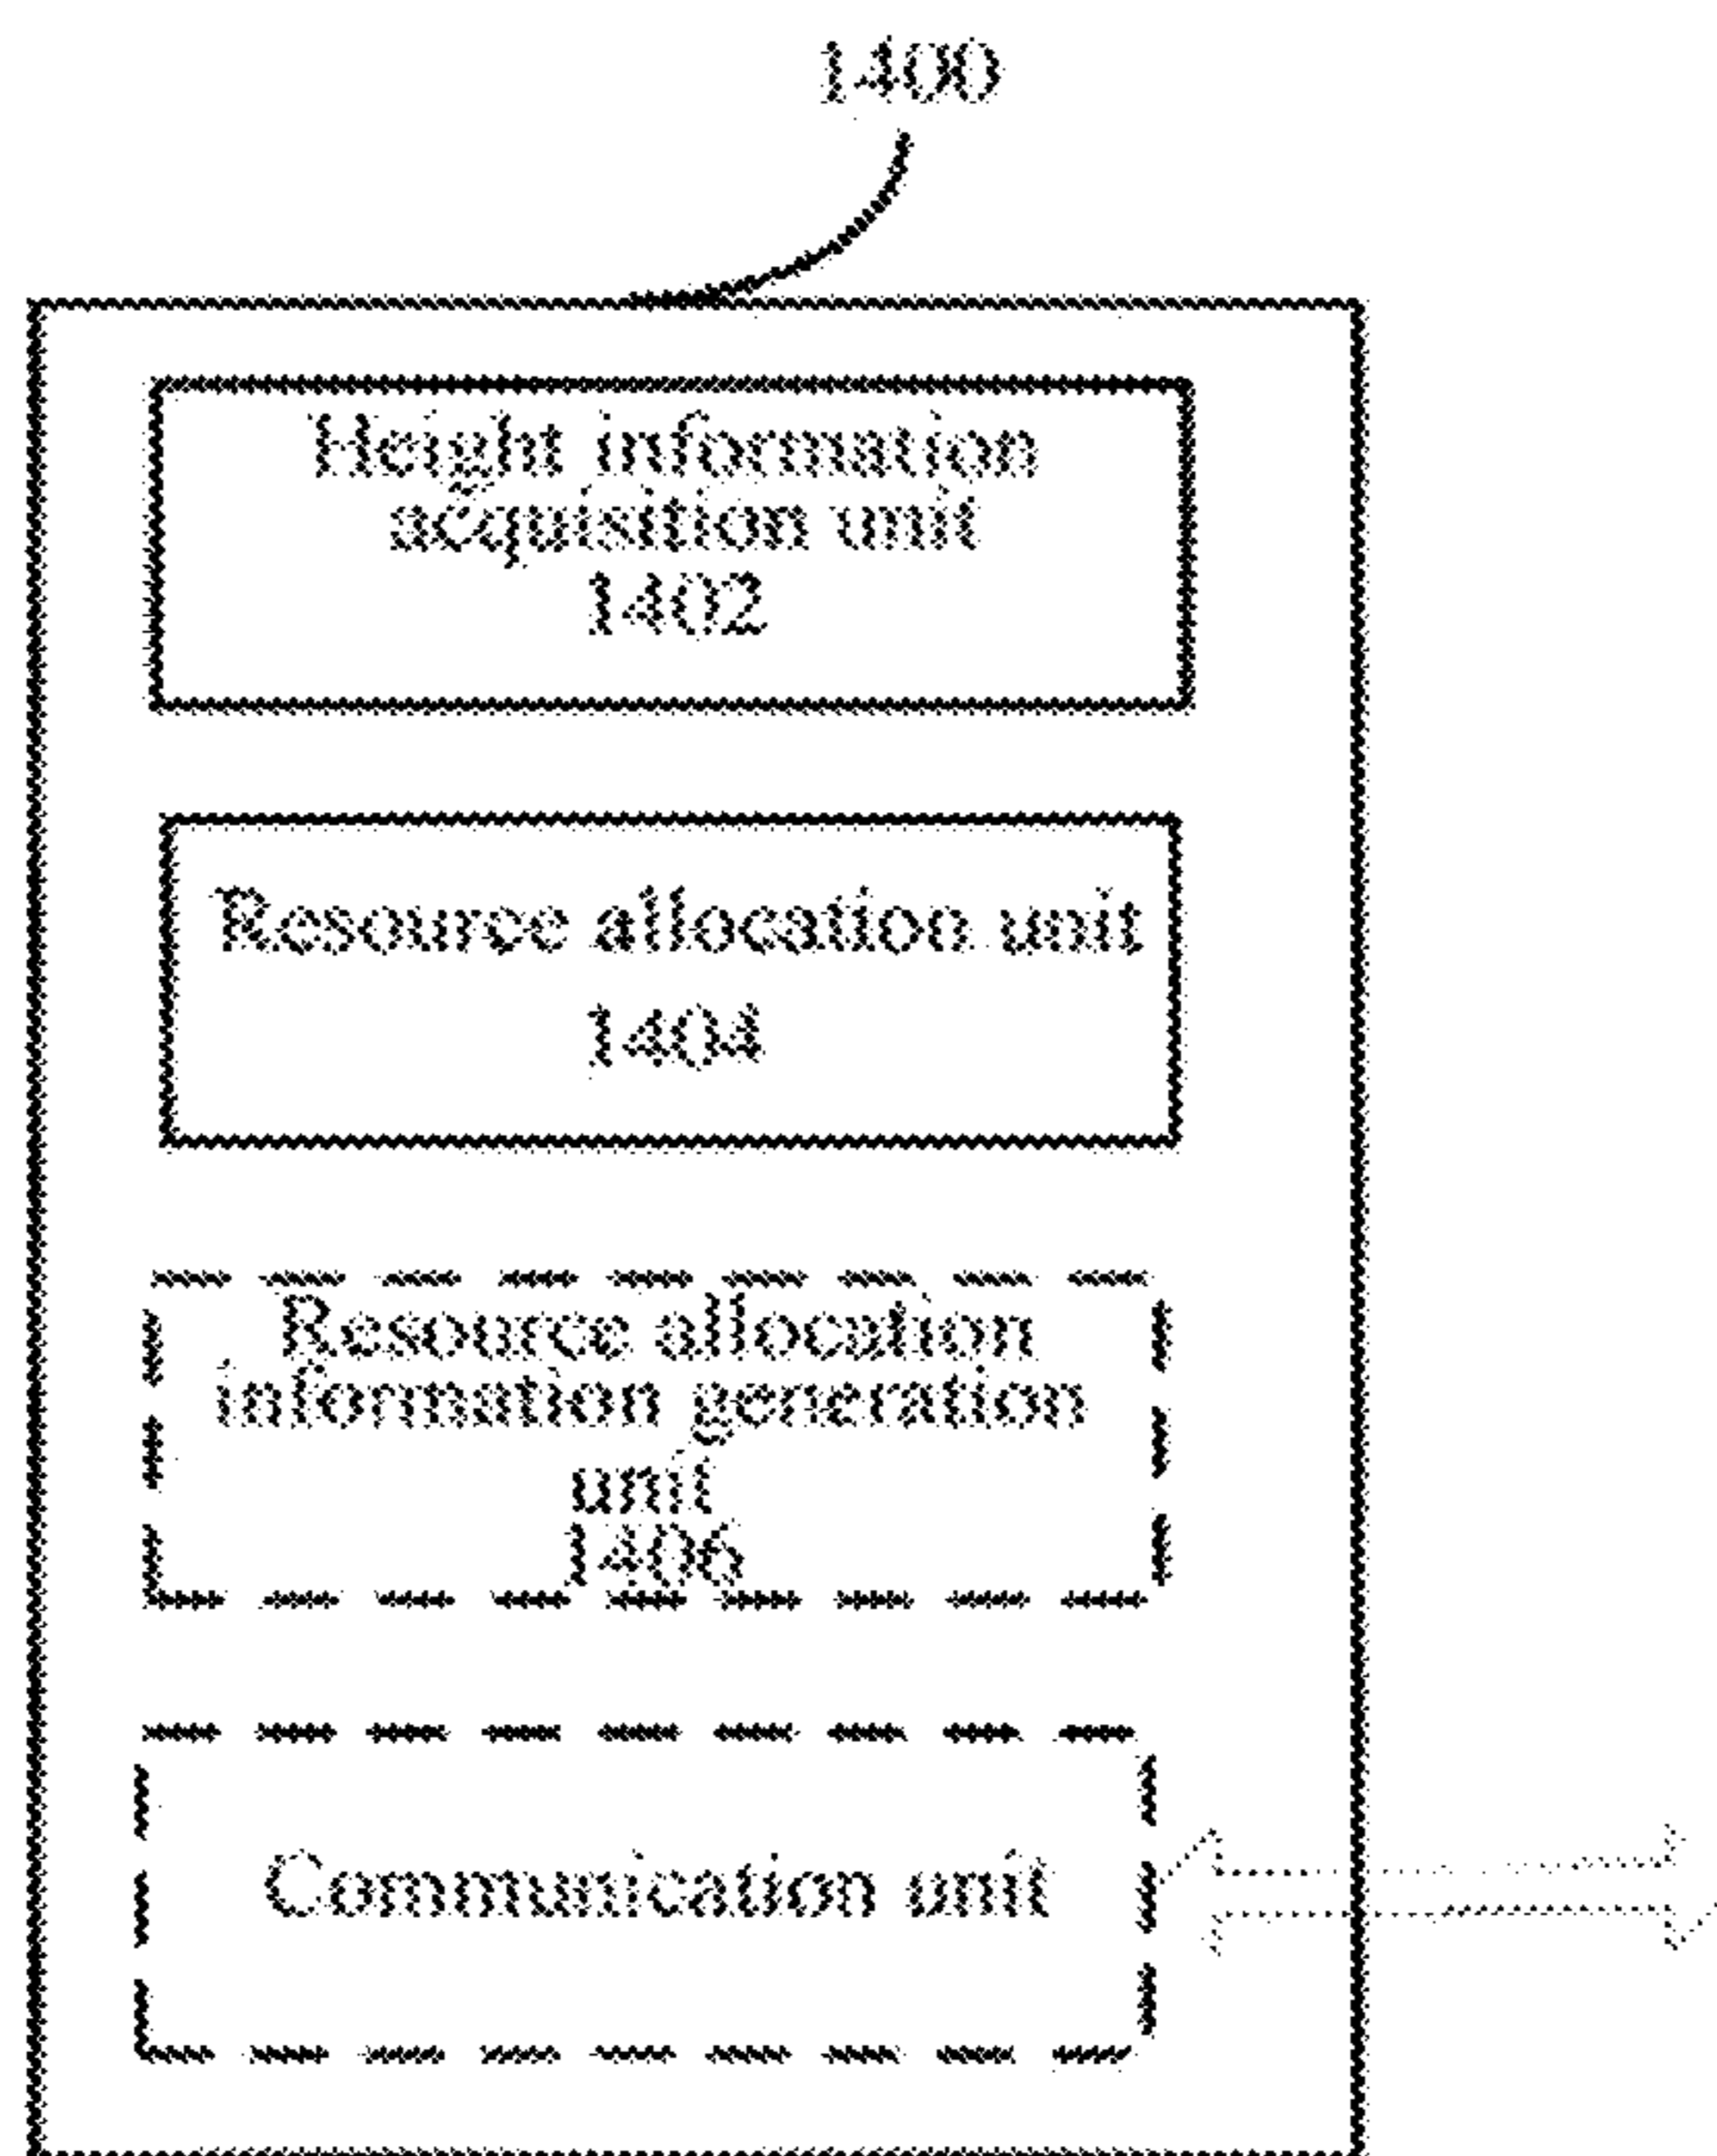 1400
Height information
acquisition unit
1402
Resource allocation unit
1404
Resource allocation
information generation
unit
1406
Communication unit